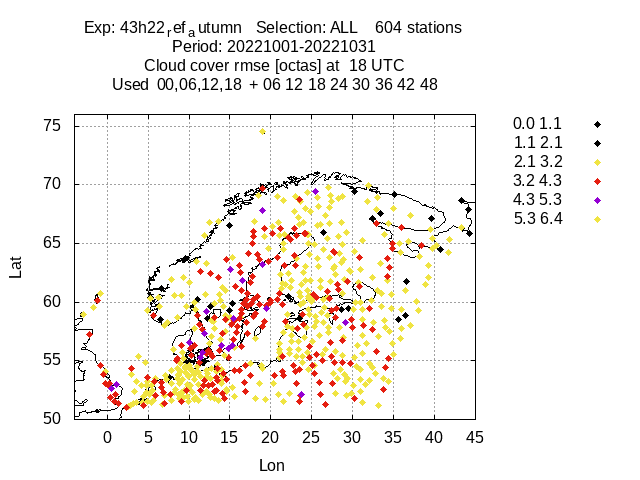 Exp: 43h22refautumn Selection: ALL 604 stations
Period: 20221001-20221031
Cloud cover rmse [octas] at 18 UTC
Used 00,06,12,18 + 06 12 18 24 30 36 42 48
0.0 1.1
1.1 2.1
2.1 3.2
3.2 4.3
4.3 5.3
5.3 6.4
75
70
65
60
55
50
Lat
0 5 10 15 20 25 30 35 40 45
Lon